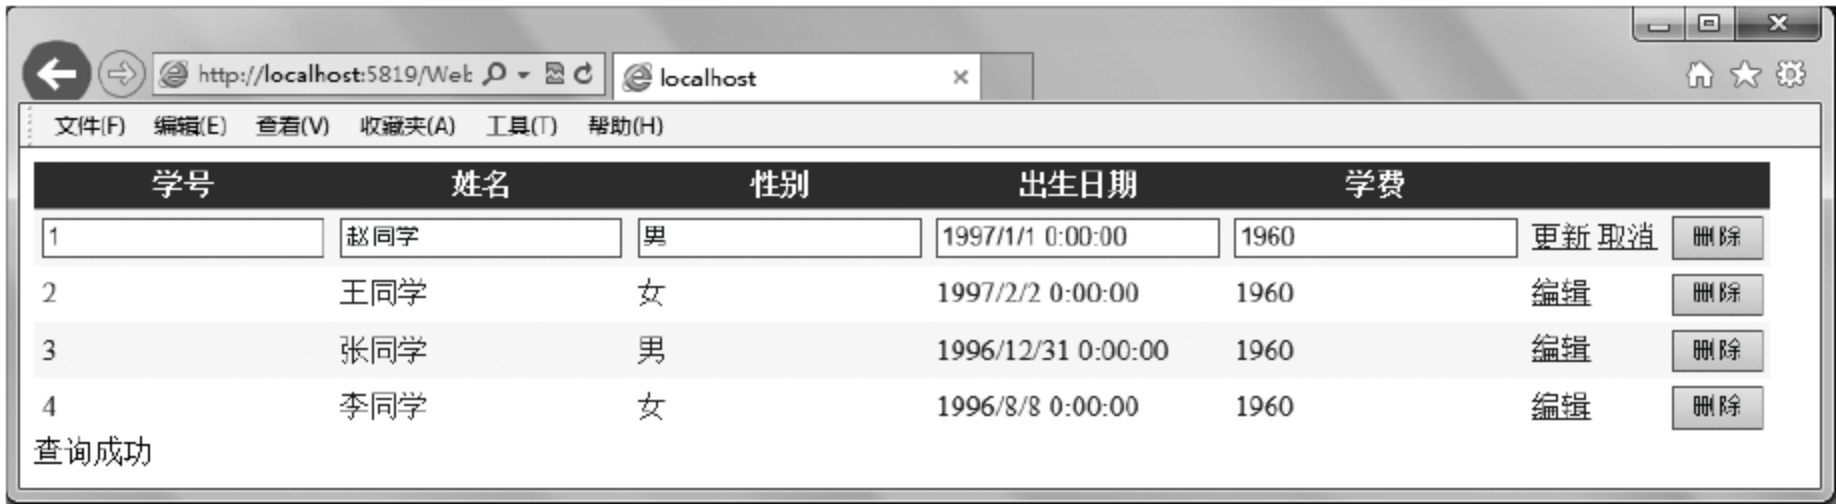 http://localhost:5819/Web
localhost
文件(F) 编辑(E) 查看(V) 收藏夹(A) 工具(T) 帮助(H)
学号 姓名 性别 出生日期 学费
1 赵同学 男 1997/1/1 0:00:00 1960 更新 取消 删除
2 王同学 女 1997/2/2 0:00:00 1960 编辑 删除
3 张同学 男 1996/12/31 0:00:00 1960 编辑 删除
4 李同学 女 1996/8/8 0:00:00 1960 编辑 删除
查询成功